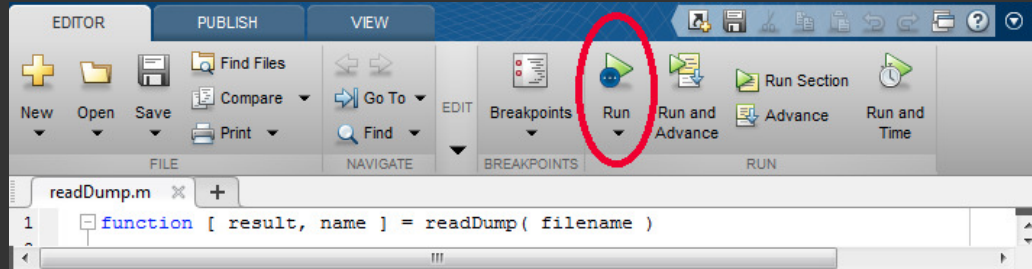 EDITOR PUBLISH VIEW
New
Open
Save
Find Files
Compare
Print
FILE
Go To
Find
NAVIGATE
EDIT
Breakpoints
BREAKPOINTS
Run
Run and
Advance
Run Section
Advance
Run and
Time
RUN
readDump.m
1 function [ result, name ] = readDump( filename )